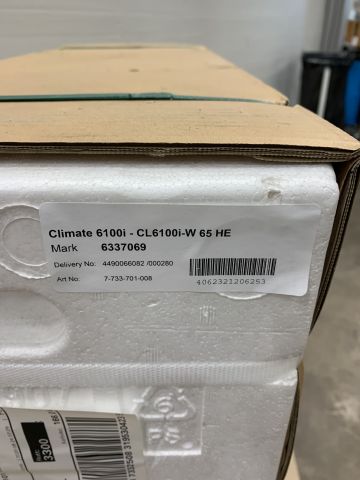 Climate 6100i - CL6100i-W 65 HE
Mark 6337069
Delivery No: 4490066082 /000280
Art No: 7-733-701-008
4062321206253
6
PS
3300